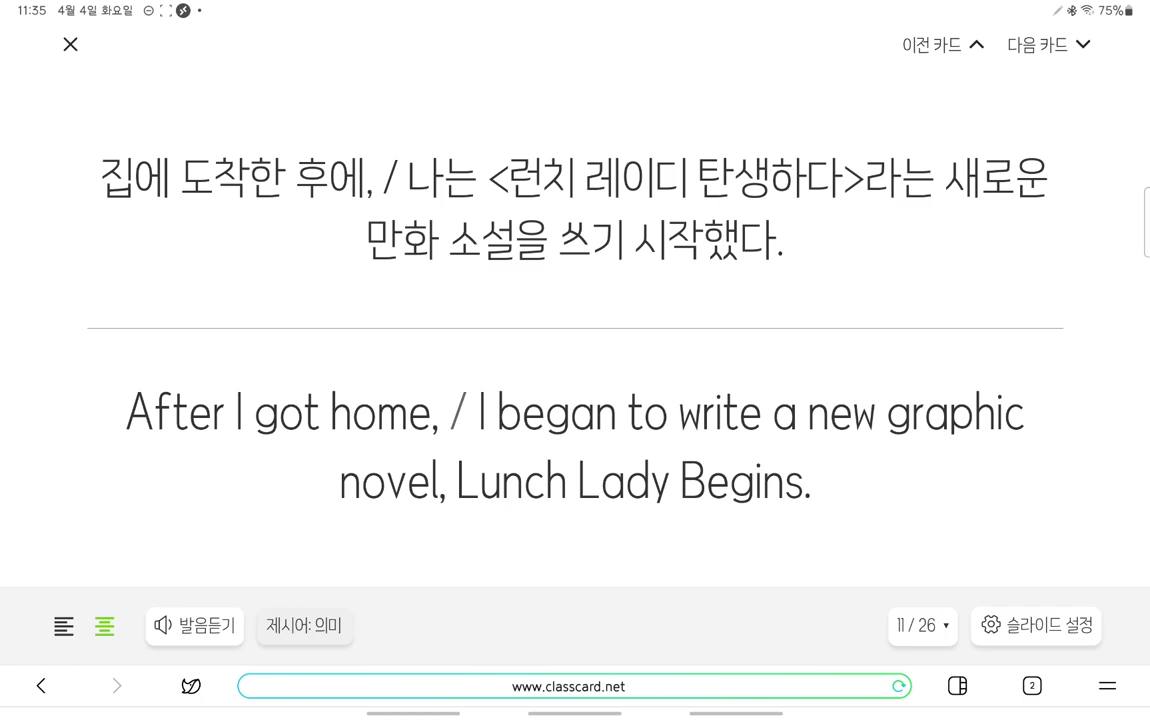 11:35 4월 4일 화요일
75%
이전 카드 다음 카드
집에 도착한 후에, / 나는 <런치 레이디 탄생하다>라는 새로운
만화 소설을 쓰기 시작했다.
After I got home, / I began to write a new graphic
novel, Lunch Lady Begins.
발음듣기 제시어: 의미 11 / 26 슬라이드 설정
www.classcard.net 2